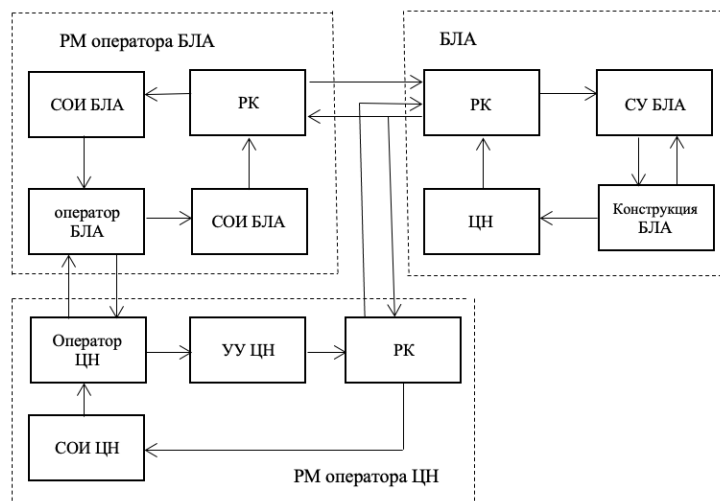 РМ оператора БЛА
БЛА
СОИ БЛА
РК
РК
СУ БЛА
оператор
БЛА
СОИ БЛА
ЦН
Конструкция
БЛА
Оператор
ЦН
УУ ЦН
РК
СОИ ЦН
РМ оператора ЦН